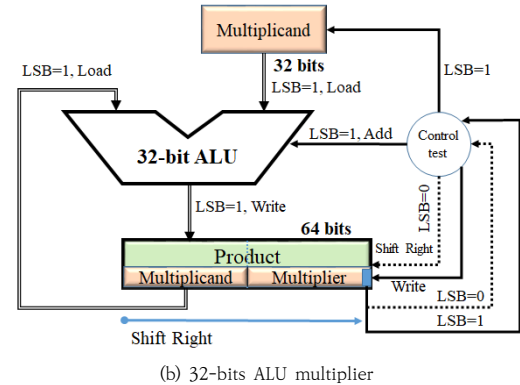 Multiplicand
32 bits
LSB=1, Load
LSB=1, Load
LSB=1
32-bit ALU
LSB=1, Add
Control
test
LSB=1, Write
LSB=0
64 bits
Product
Shift Right
Multiplicand
Multiplier
Write
LSB=0
LSB=1
Shift Right
(b) 32-bits ALU multiplier